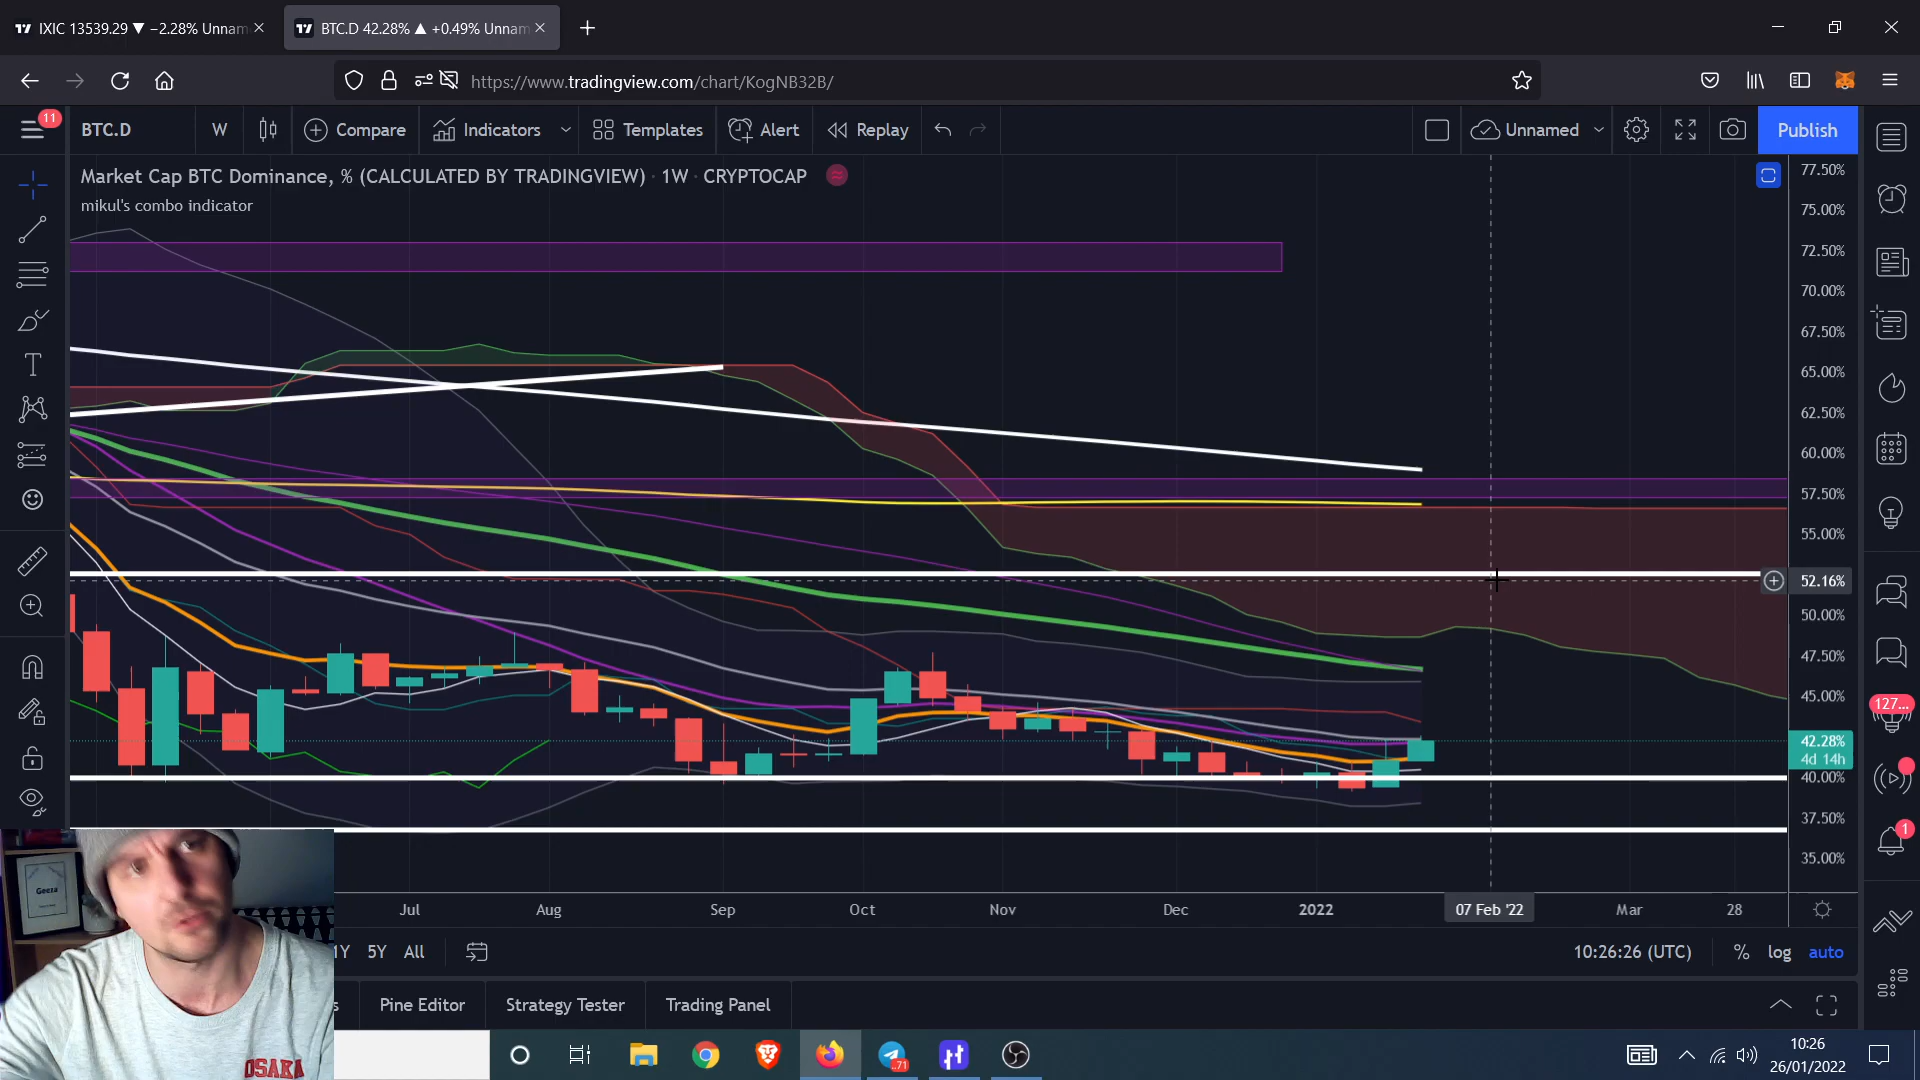 IXIC 13539.29 ▼ −2.28% Unnam
BTC.D 42.28% ▲ +0.49% Unnam
https://www.tradingview.com/chart/KogNB32B/
11
BTC.D
W
Compare
Indicators
Templates
Alert
Replay
Unnamed
Publish
Market Cap BTC Dominance, % (CALCULATED BY TRADINGVIEW) · 1W · CRYPTOCAP
mikul's combo indicator
77.50%
75.00%
72.50%
70.00%
67.50%
65.00%
62.50%
60.00%
57.50%
55.00%
52.16%
50.00%
47.50%
45.00%
42.28%
4d 14h
40.00%
37.50%
35.00%
127...
1
Geeza
OSAKA
Jul
Aug
Sep
Oct
Nov
Dec
2022
07 Feb '22
Mar
28
1Y
5Y
All
10:26:26 (UTC)
%
log
auto
Pine Editor
Strategy Tester
Trading Panel
71
10:26
26/01/2022